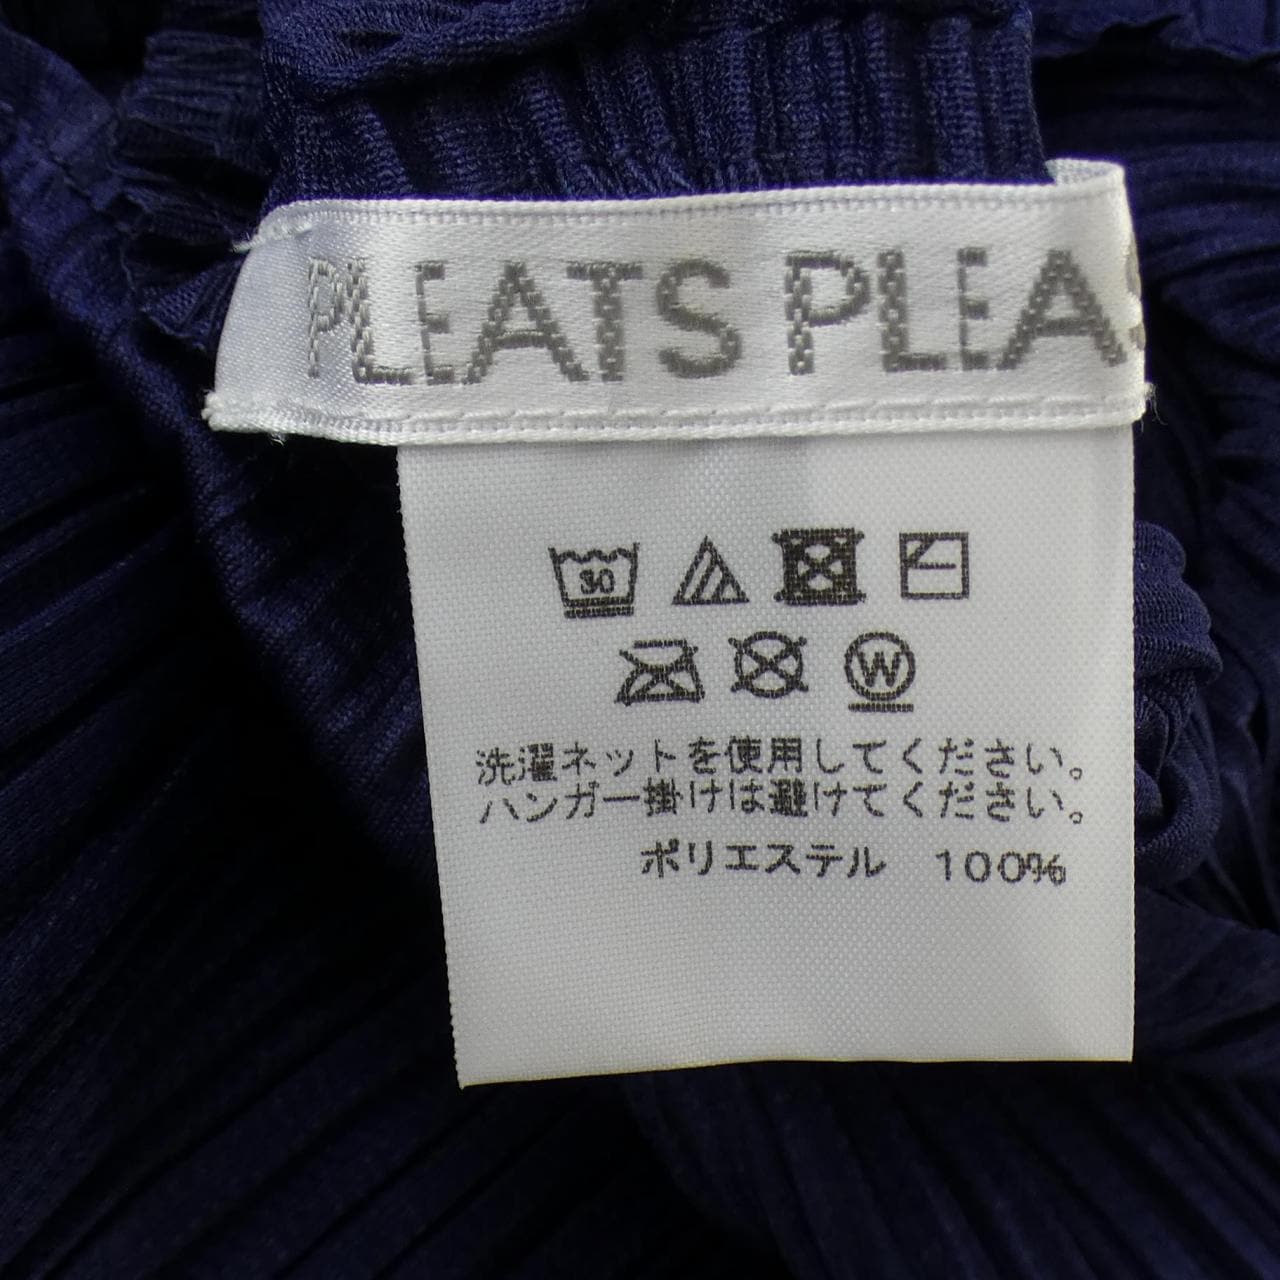 PLEATS PLEAS
30
W
洗濯ネットを使用してください。
ハンガー掛けは避けてください。
ポリエステル 100%